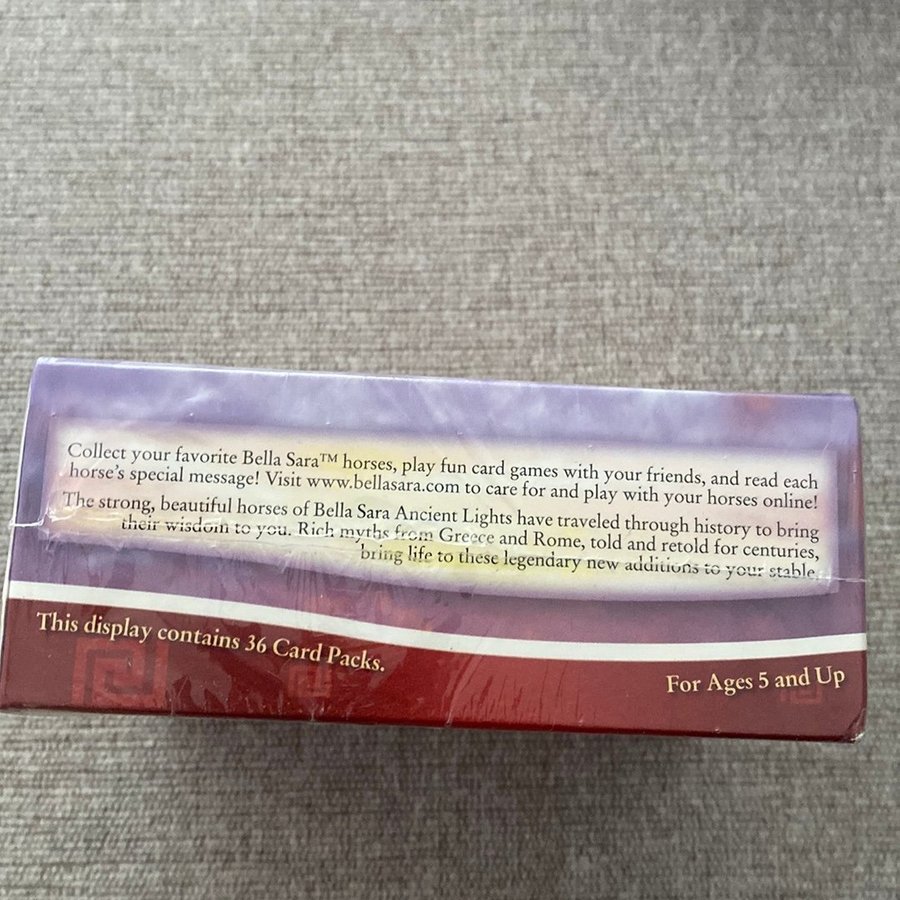 Collect your favorite Bella Sara™ horses, play fun card games with your friends, and read each
horse's special message! Visit www.bellasara.com to care for and play with your horses online!
The strong, beautiful horses of Bella Sara Ancient Lights have traveled through history to bring
their wisdom to you. Rich myths from Greece and Rome, told and retold for centuries,
bring life to these legendary new additions to your stable.
This display contains 36 Card Packs.
For Ages 5 and Up